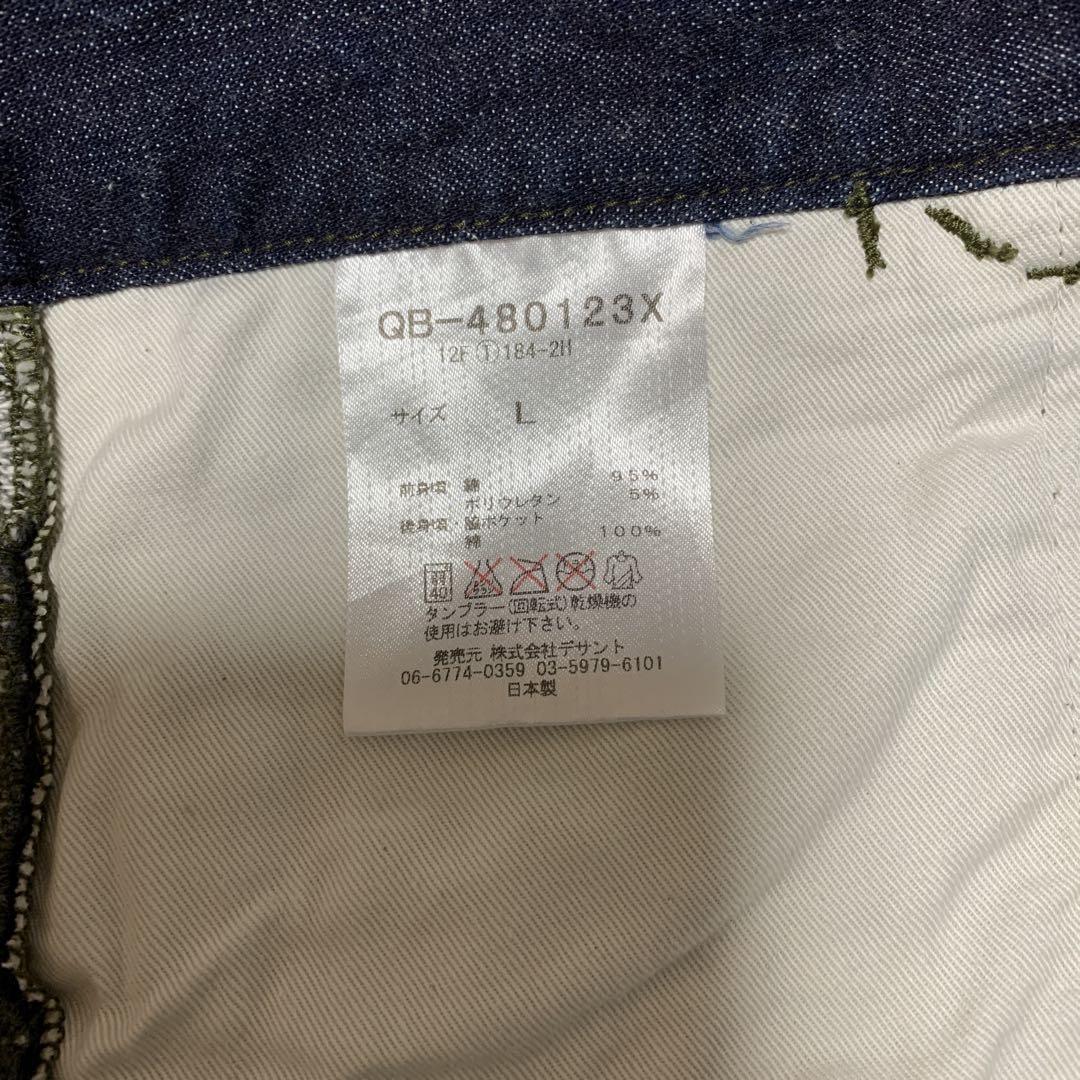 QB-480123X
12F①184-2H
サイズ L
前身頃 綿 95%
ポリウレタン 5%
後身頃・脇ポケット
綿 100%
40
タンブラー(回転式)乾燥機の
使用はお避け下さい。
発売元 株式会社デサント
06-6774-0359 03-5979-6101
日本製